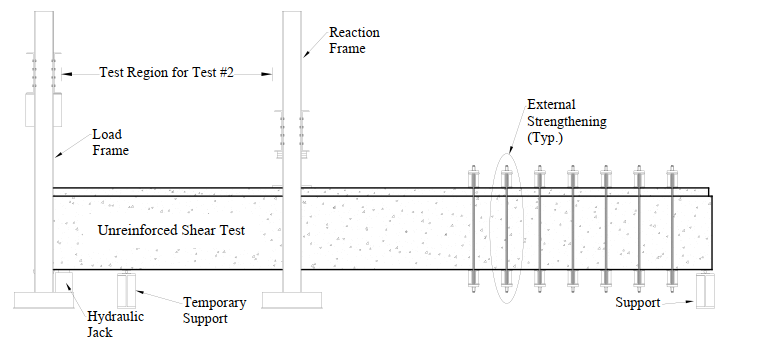 Reaction
Frame
Test Region for Test #2
External
Strengthening
(Typ.)
Load
Frame
Unreinforced Shear Test
Hydraulic
Jack
Temporary
Support
Support